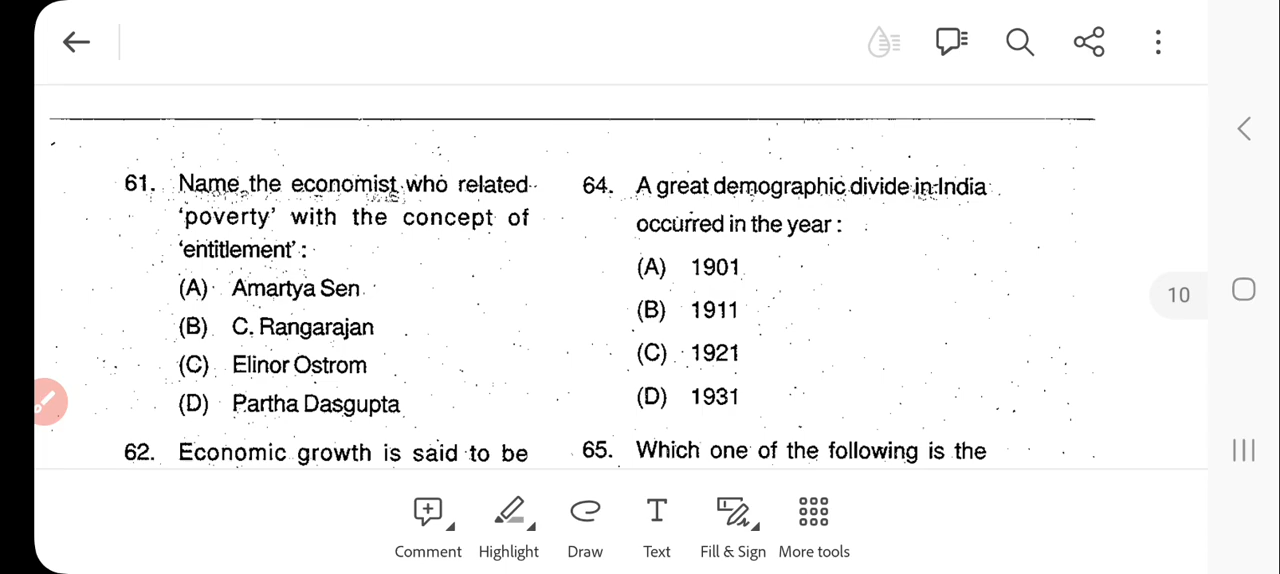 61. Name the economist who related
'poverty' with the concept of
'entitlement' :
(A) Amartya Sen
(B) C. Rangarajan
(C) Elinor Ostrom
(D) Partha Dasgupta
62. Economic growth is said to be
64. A great demographic divide in India
occurred in the year :
(A) 1901
(B) 1911
(C) 1921
(D) 1931
65. Which one of the following is the
10
Comment Highlight Draw Text Fill & Sign More tools